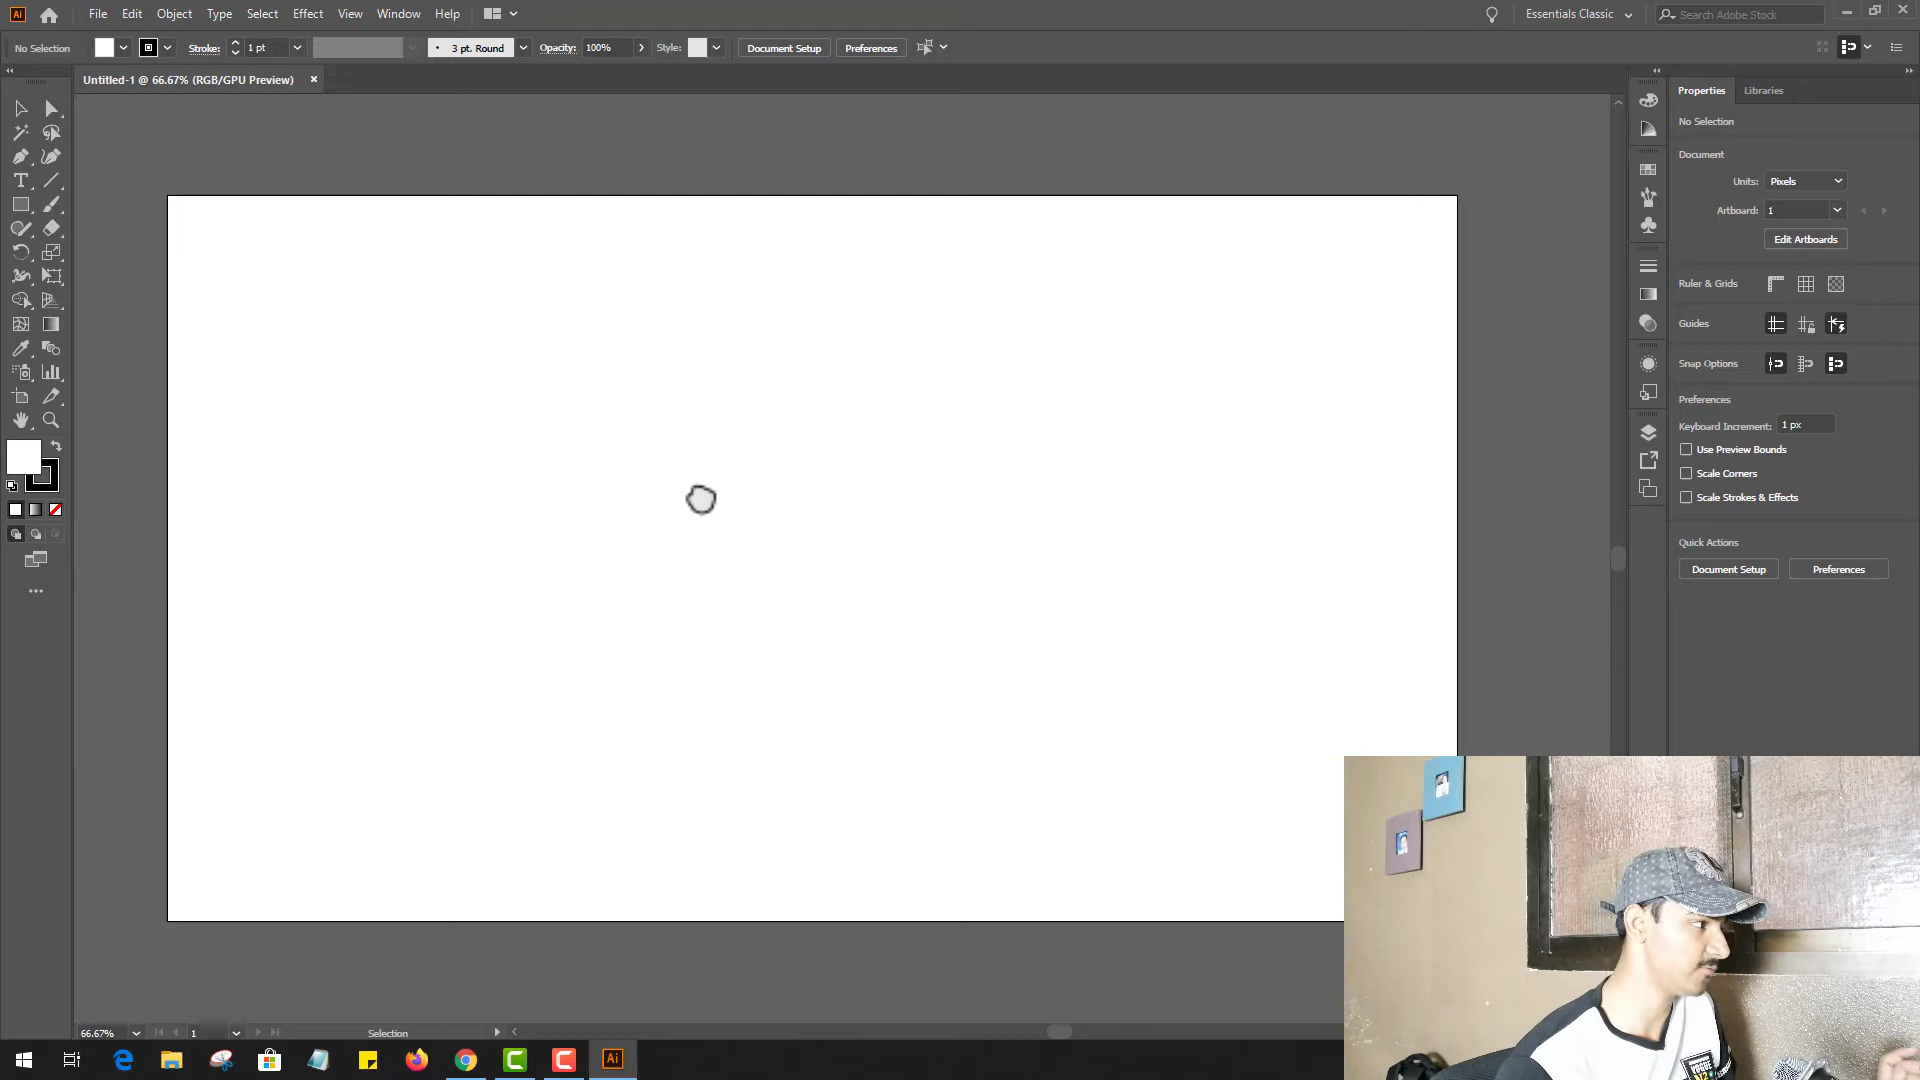 Ai File Edit Object Type Select Effect View Window Help Essentials Classic Search Adobe Stock
No Selection Stroke: 1 pt 3 pt. Round Opacity: 100% Style: Document Setup Preferences
Untitled-1 @ 66.67% (RGB/GPU Preview)
Properties Libraries
No Selection
Document
Units: Pixels
Artboard: 1
Edit Artboards
Ruler & Grids
Guides
Snap Options
Preferences
Keyboard Increment: 1 px
Use Preview Bounds
Scale Corners
Scale Strokes & Effects
Quick Actions
Document Setup Preferences
66.67% 1 Selection
Ai